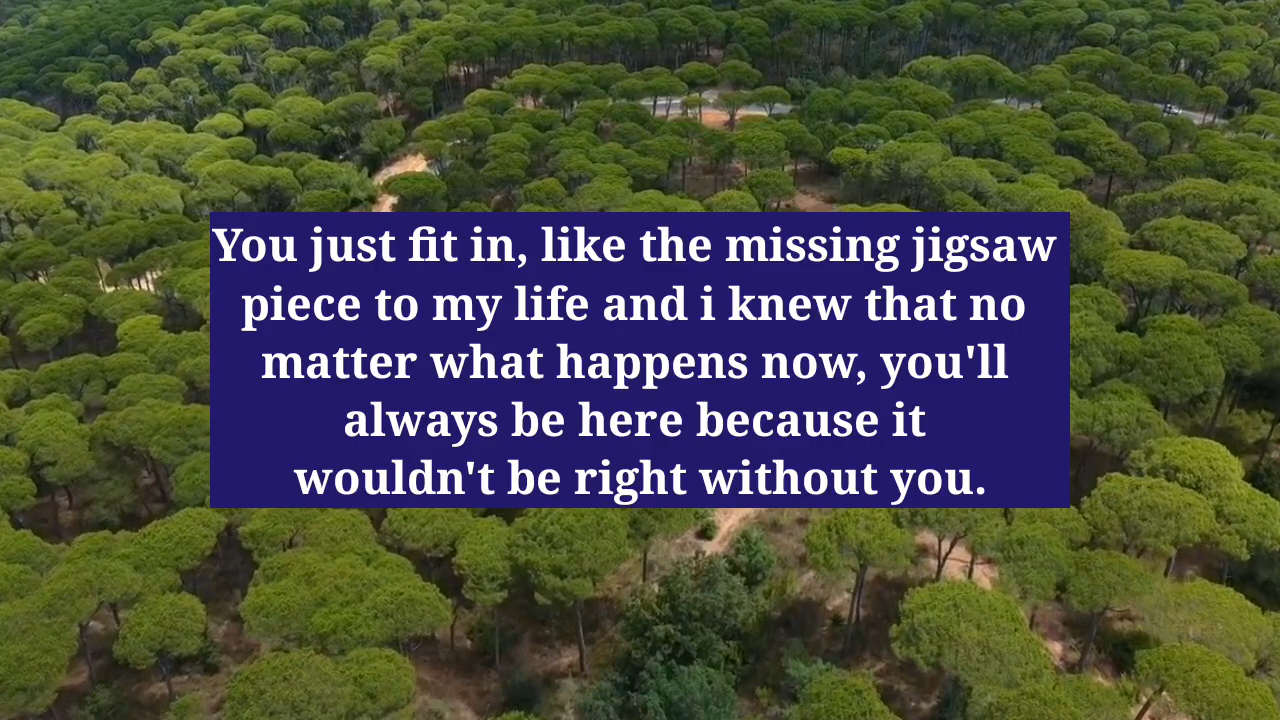 You just fit in, like the missing jigsaw
piece to my life and i knew that no
matter what happens now, you'll
always be here because it
wouldn't be right without you.